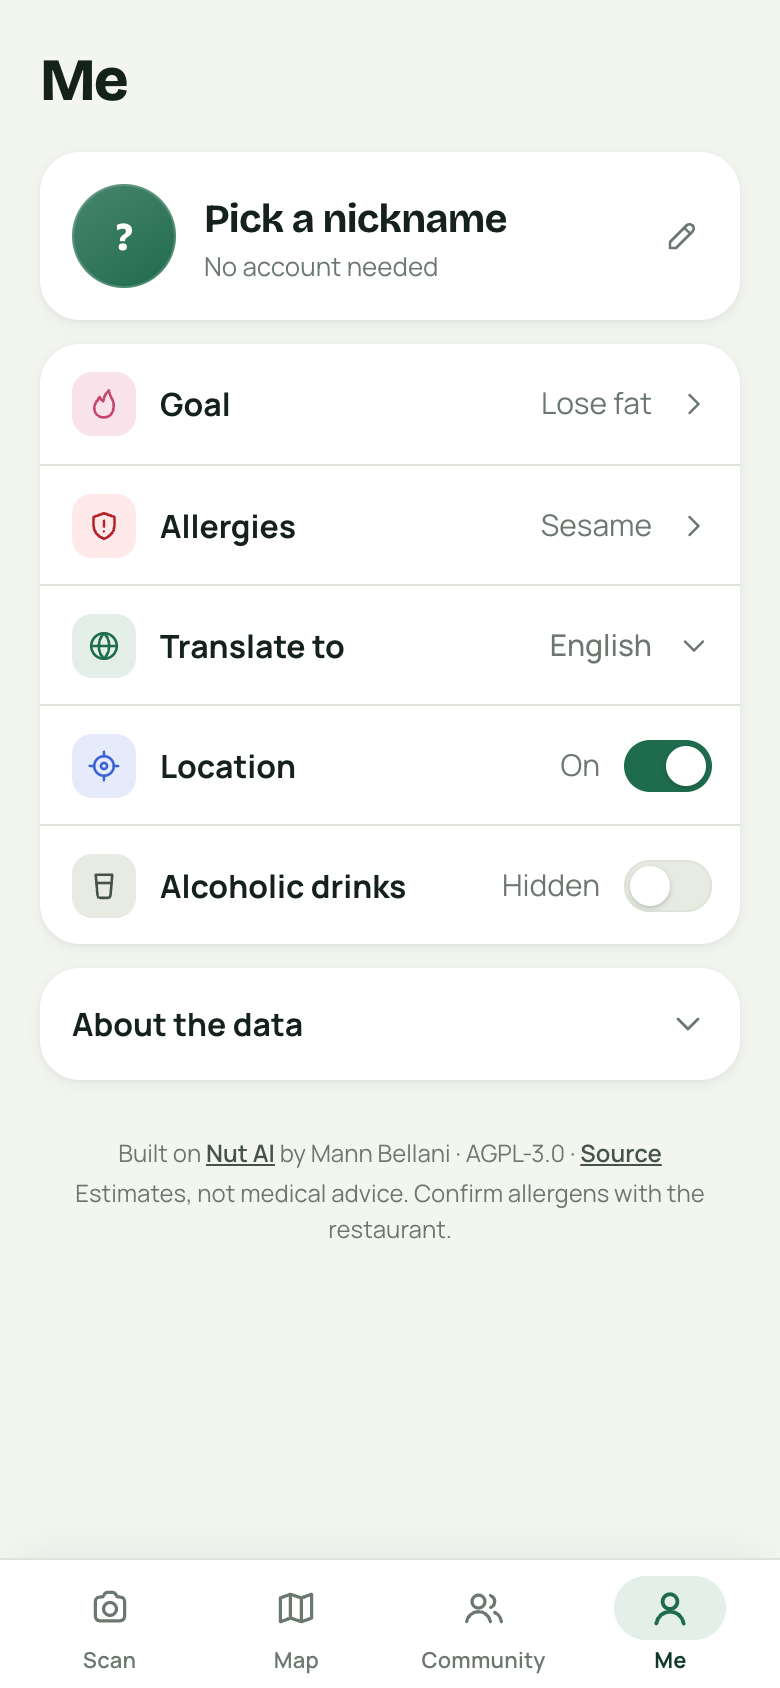 Me
?
Pick a nickname
No account needed
Goal Lose fat
Allergies Sesame
Translate to English
Location On
Alcoholic drinks Hidden
About the data
Built on Nut AI by Mann Bellani · AGPL-3.0 · Source
Estimates, not medical advice. Confirm allergens with the
restaurant.
Scan Map Community Me